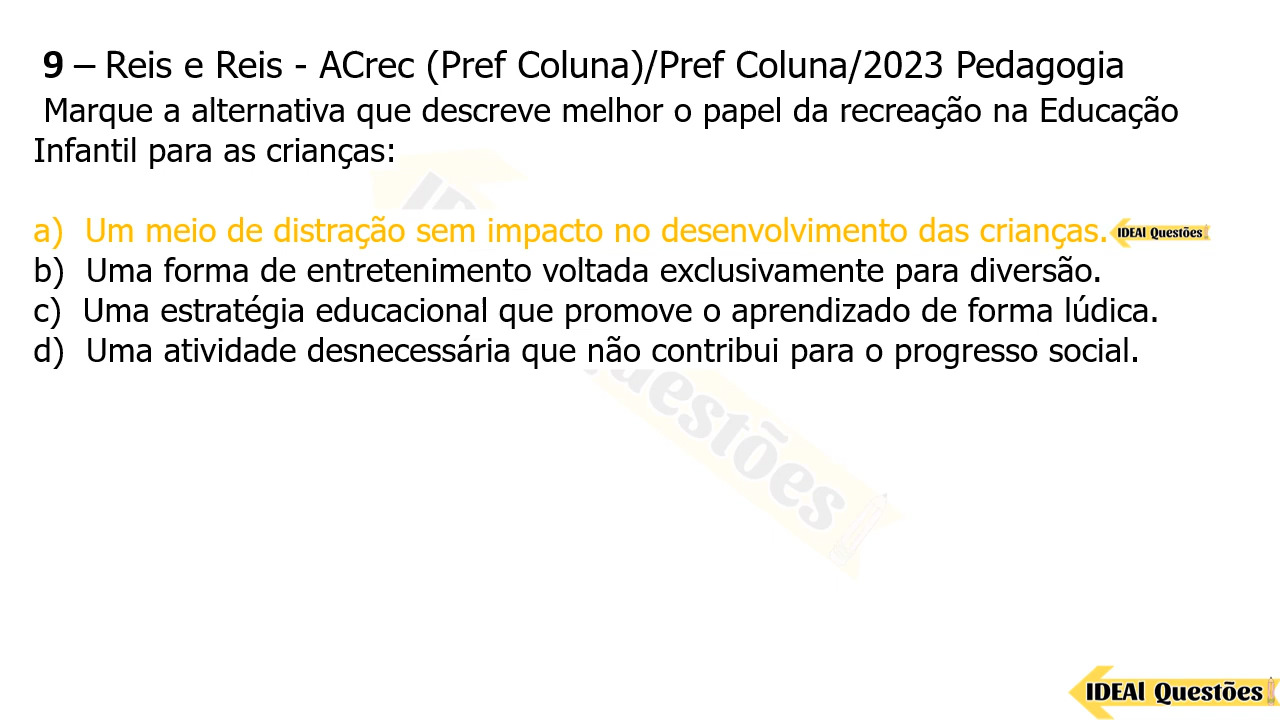 9 – Reis e Reis - ACrec (Pref Coluna)/Pref Coluna/2023 Pedagogia
Marque a alternativa que descreve melhor o papel da recreação na Educação
Infantil para as crianças:
a) Um meio de distração sem impacto no desenvolvimento das crianças.
IDEAl Questões
b) Uma forma de entretenimento voltada exclusivamente para diversão.
c) Uma estratégia educacional que promove o aprendizado de forma lúdica.
d) Uma atividade desnecessária que não contribui para o progresso social.
IDEAl Questões